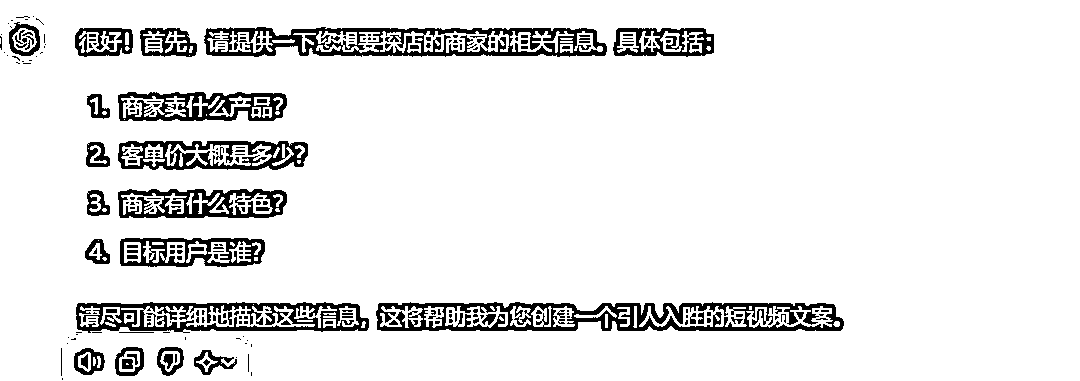 很好！首先，请提供一下您想要探店的商家的相关信息。具体包括：
1. 商家卖什么产品？
2. 客单价大概是多少？
3. 商家有什么特色？
4. 目标用户是谁？
请尽可能详细地描述这些信息，这将帮助我为您创建一个引人入胜的短视频文案。